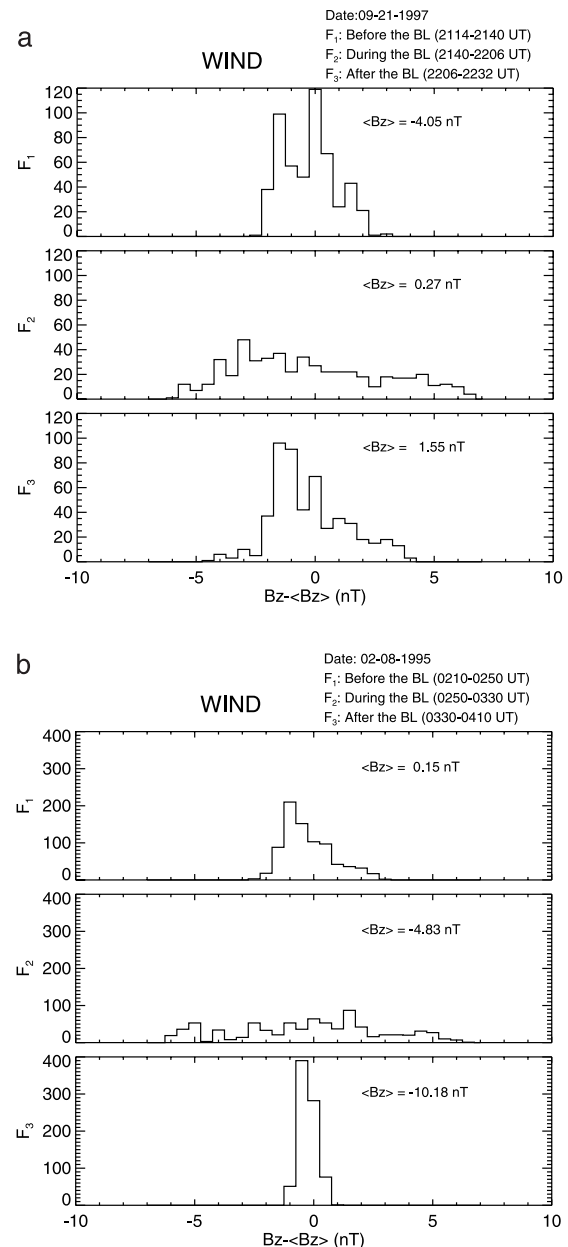 a
WIND
Date:09-21-1997
F1: Before the BL (2114-2140 UT)
F2: During the BL (2140-2206 UT)
F3: After the BL (2206-2232 UT)
120
100
80
60
40
20
0
F1
<Bz> = -4.05 nT
120
100
80
60
40
20
0
F2
<Bz> = 0.27 nT
120
100
80
60
40
20
0
F3
<Bz> = 1.55 nT
-10 -5 0 5 10
Bz-<Bz> (nT)
b
WIND
Date: 02-08-1995
F1: Before the BL (0210-0250 UT)
F2: During the BL (0250-0330 UT)
F3: After the BL (0330-0410 UT)
400
300
200
100
0
F1
<Bz> = 0.15 nT
400
300
200
100
0
F2
<Bz> = -4.83 nT
400
300
200
100
0
F3
<Bz> = -10.18 nT
-10 -5 0 5 10
Bz-<Bz> (nT)